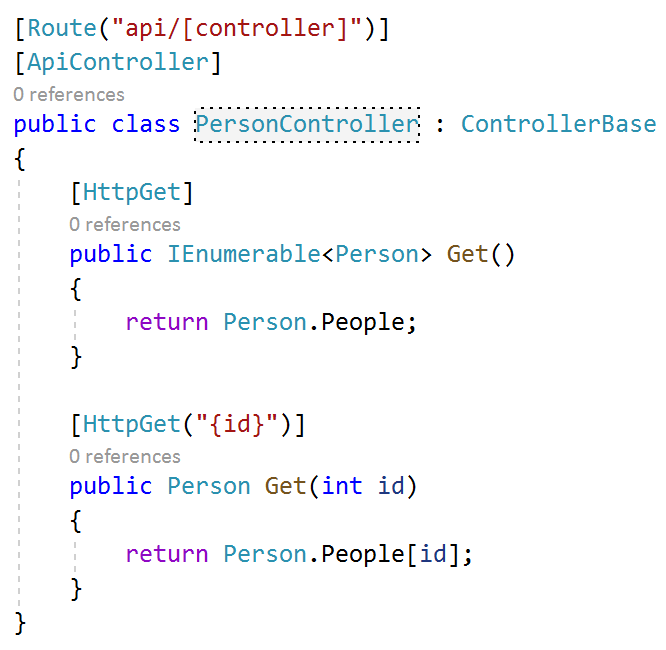 [Route("api/[controller]")]
[ApiController]
0 references
public class PersonController : ControllerBase
{
    [HttpGet]
    0 references
    public IEnumerable<Person> Get()
    {
        return Person.People;
    }

    [HttpGet("{id}")]
    0 references
    public Person Get(int id)
    {
        return Person.People[id];
    }
}